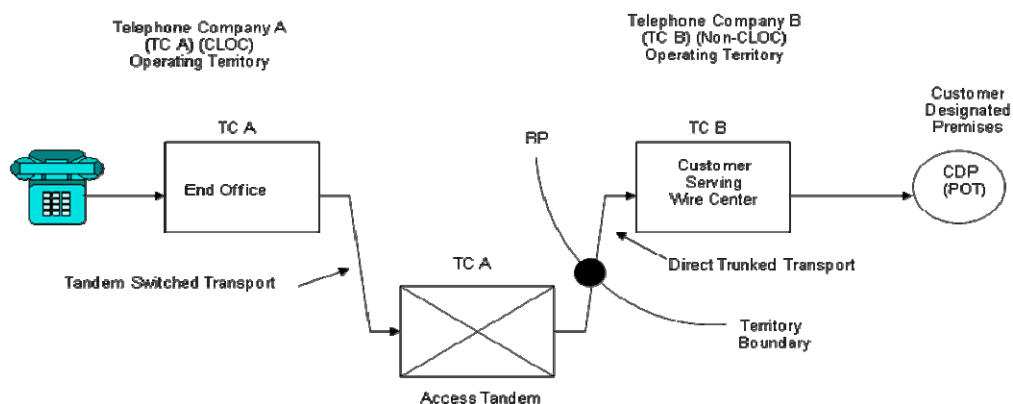 Telephone Company A
(TC A) (CLOC)
Operating Territory
Telephone Company B
(TC B) (Non-CLOC)
Operating Territory
Customer
Designated
Premises
TC A
End Office
BP
TC B
Customer
Serving
Wire Center
CDP
(POT)
Tandem Switched Transport
TC A
Direct Trunked Transport
Territory
Boundary
Access Tandem